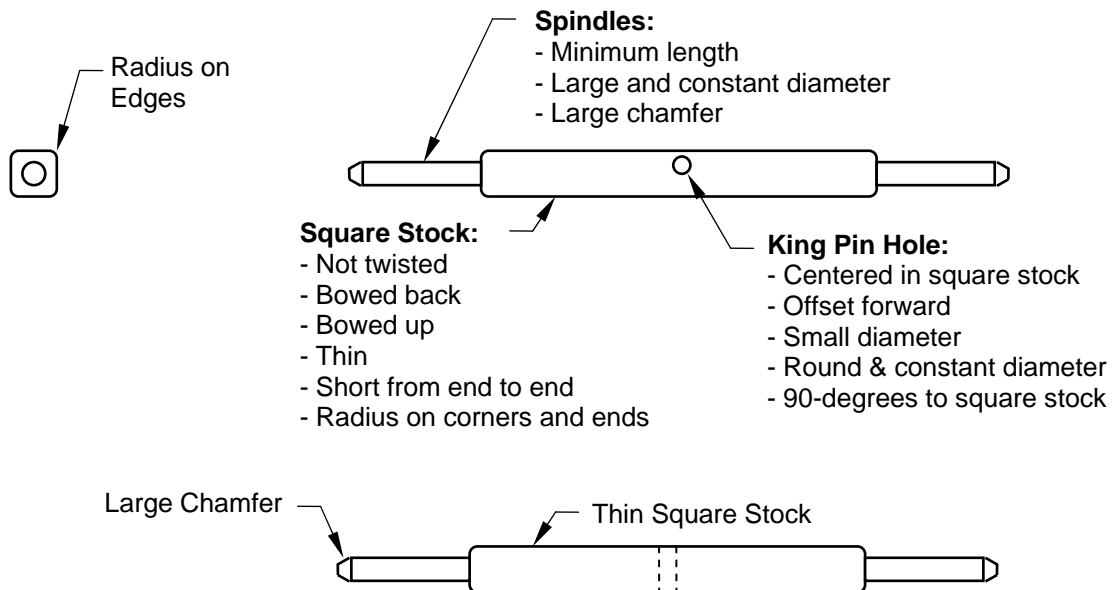 Radius on
Edges
Spindles:
- Minimum length
- Large and constant diameter
- Large chamfer
Square Stock:
- Not twisted
- Bowed back
- Bowed up
- Thin
- Short from end to end
- Radius on corners and ends
King Pin Hole:
- Centered in square stock
- Offset forward
- Small diameter
- Round & constant diameter
- 90-degrees to square stock
Large Chamfer
Thin Square Stock